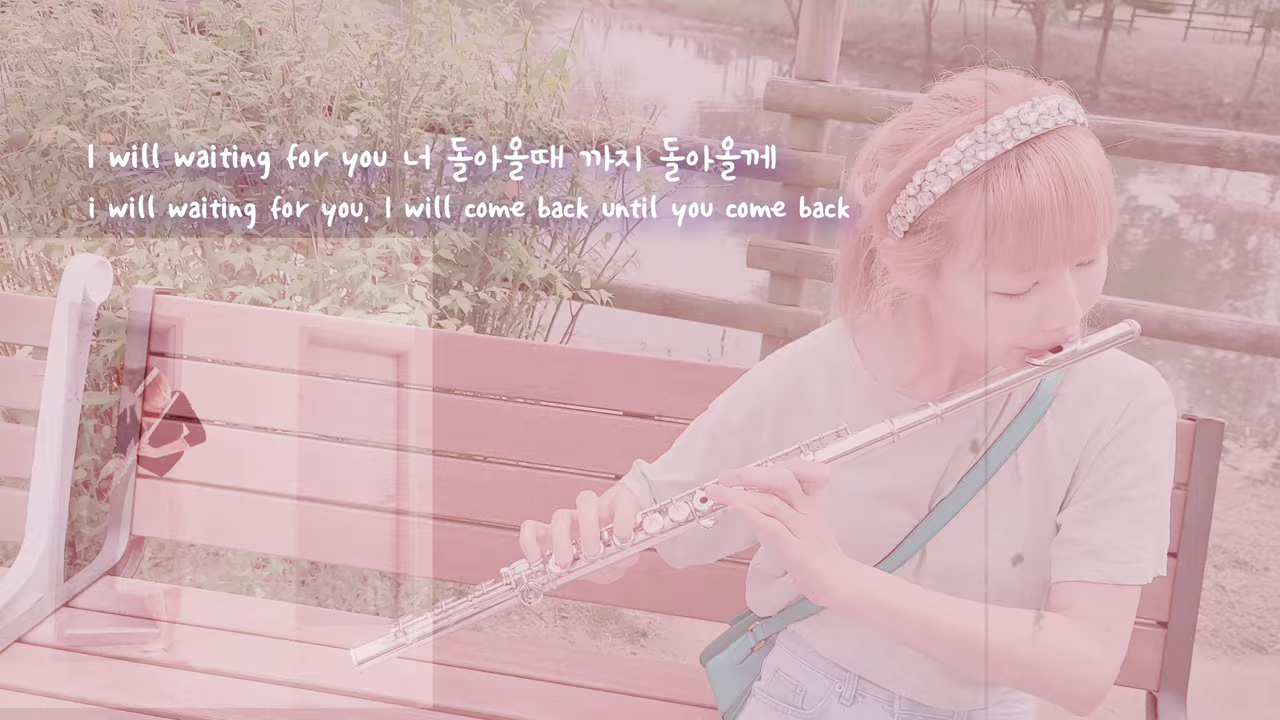 I will waiting for you 너 돌아올때 까지 돌아올께
i will waiting for you, I will come back until you come back